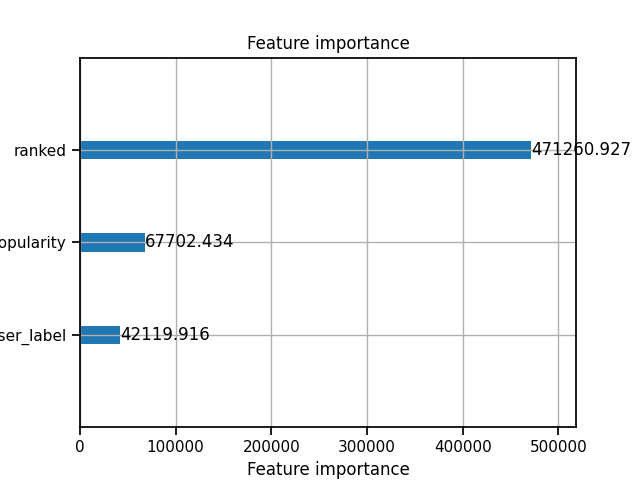 Feature importance
ranked
471260.927
opularity
67702.434
ser_label
42119.916
0 100000 200000 300000 400000 500000
Feature importance